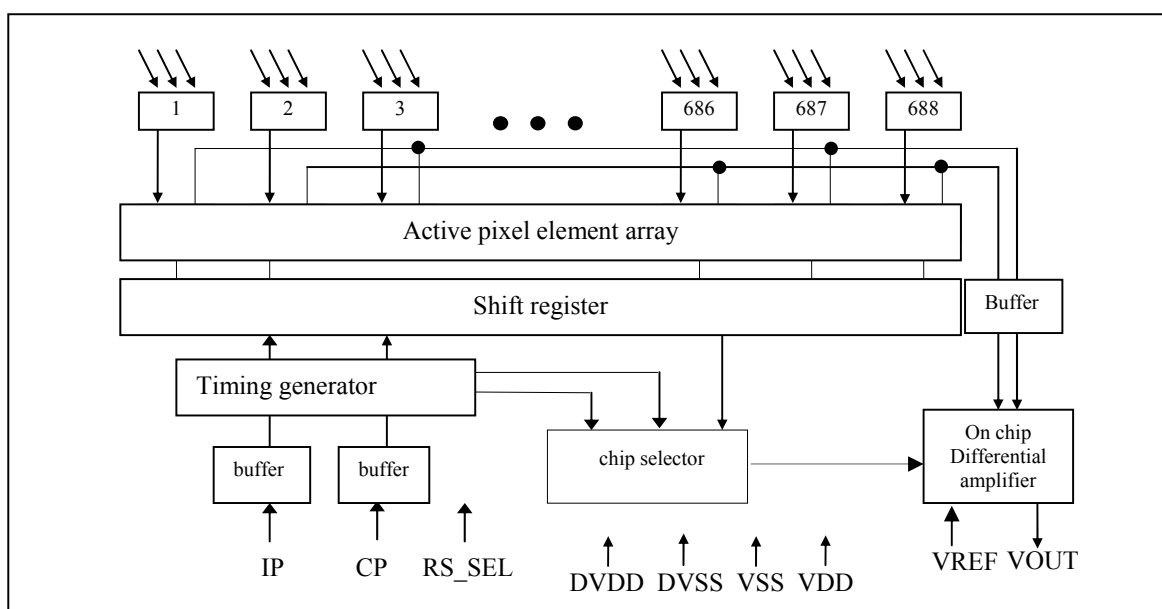 1 2 3 686 687 688
Active pixel element array
Shift register
Buffer
Timing generator
buffer buffer
chip selector
On chip
Differential
amplifier
IP CP RS_SEL
DVDD DVSS VSS VDD
VREF VOUT